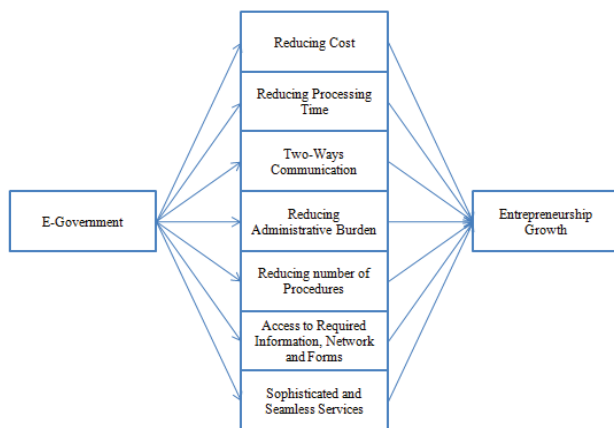 Reducing Cost
Reducing Processing
Time
Two-Ways
Communication
E-Government
Reducing
Administrative Burden
Entrepreneurship
Growth
Reducing number of
Procedures
Access to Required
Information, Network
and Forms
Sophisticated and
Seamless Services